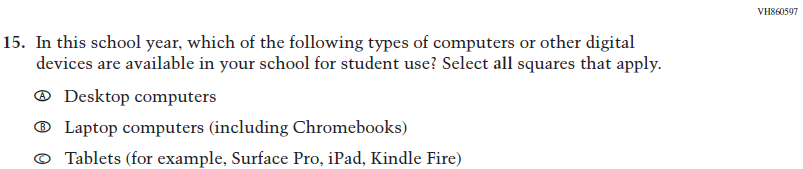 VH860597
15. In this school year, which of the following types of computers or other digital
devices are available in your school for student use? Select all squares that apply.
A Desktop computers
B Laptop computers (including Chromebooks)
C Tablets (for example, Surface Pro, iPad, Kindle Fire)